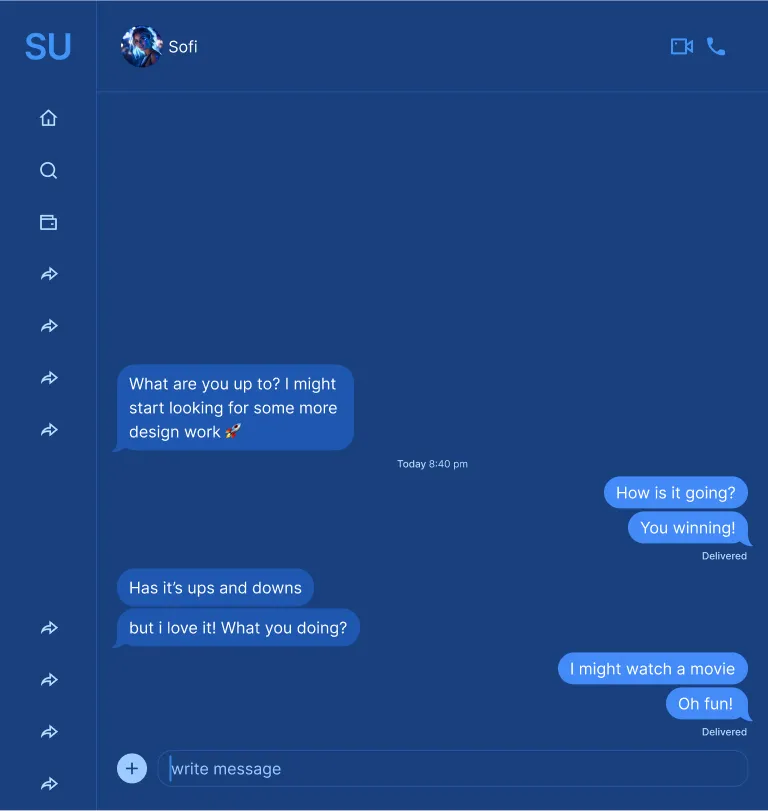 SU
Sofi
What are you up to? I might
start looking for some more
design work 🚀
Today 8:40 pm
How is it going?
You winning!
Delivered
Has it’s ups and downs
but i love it! What you doing?
I might watch a movie
Oh fun!
Delivered
write message